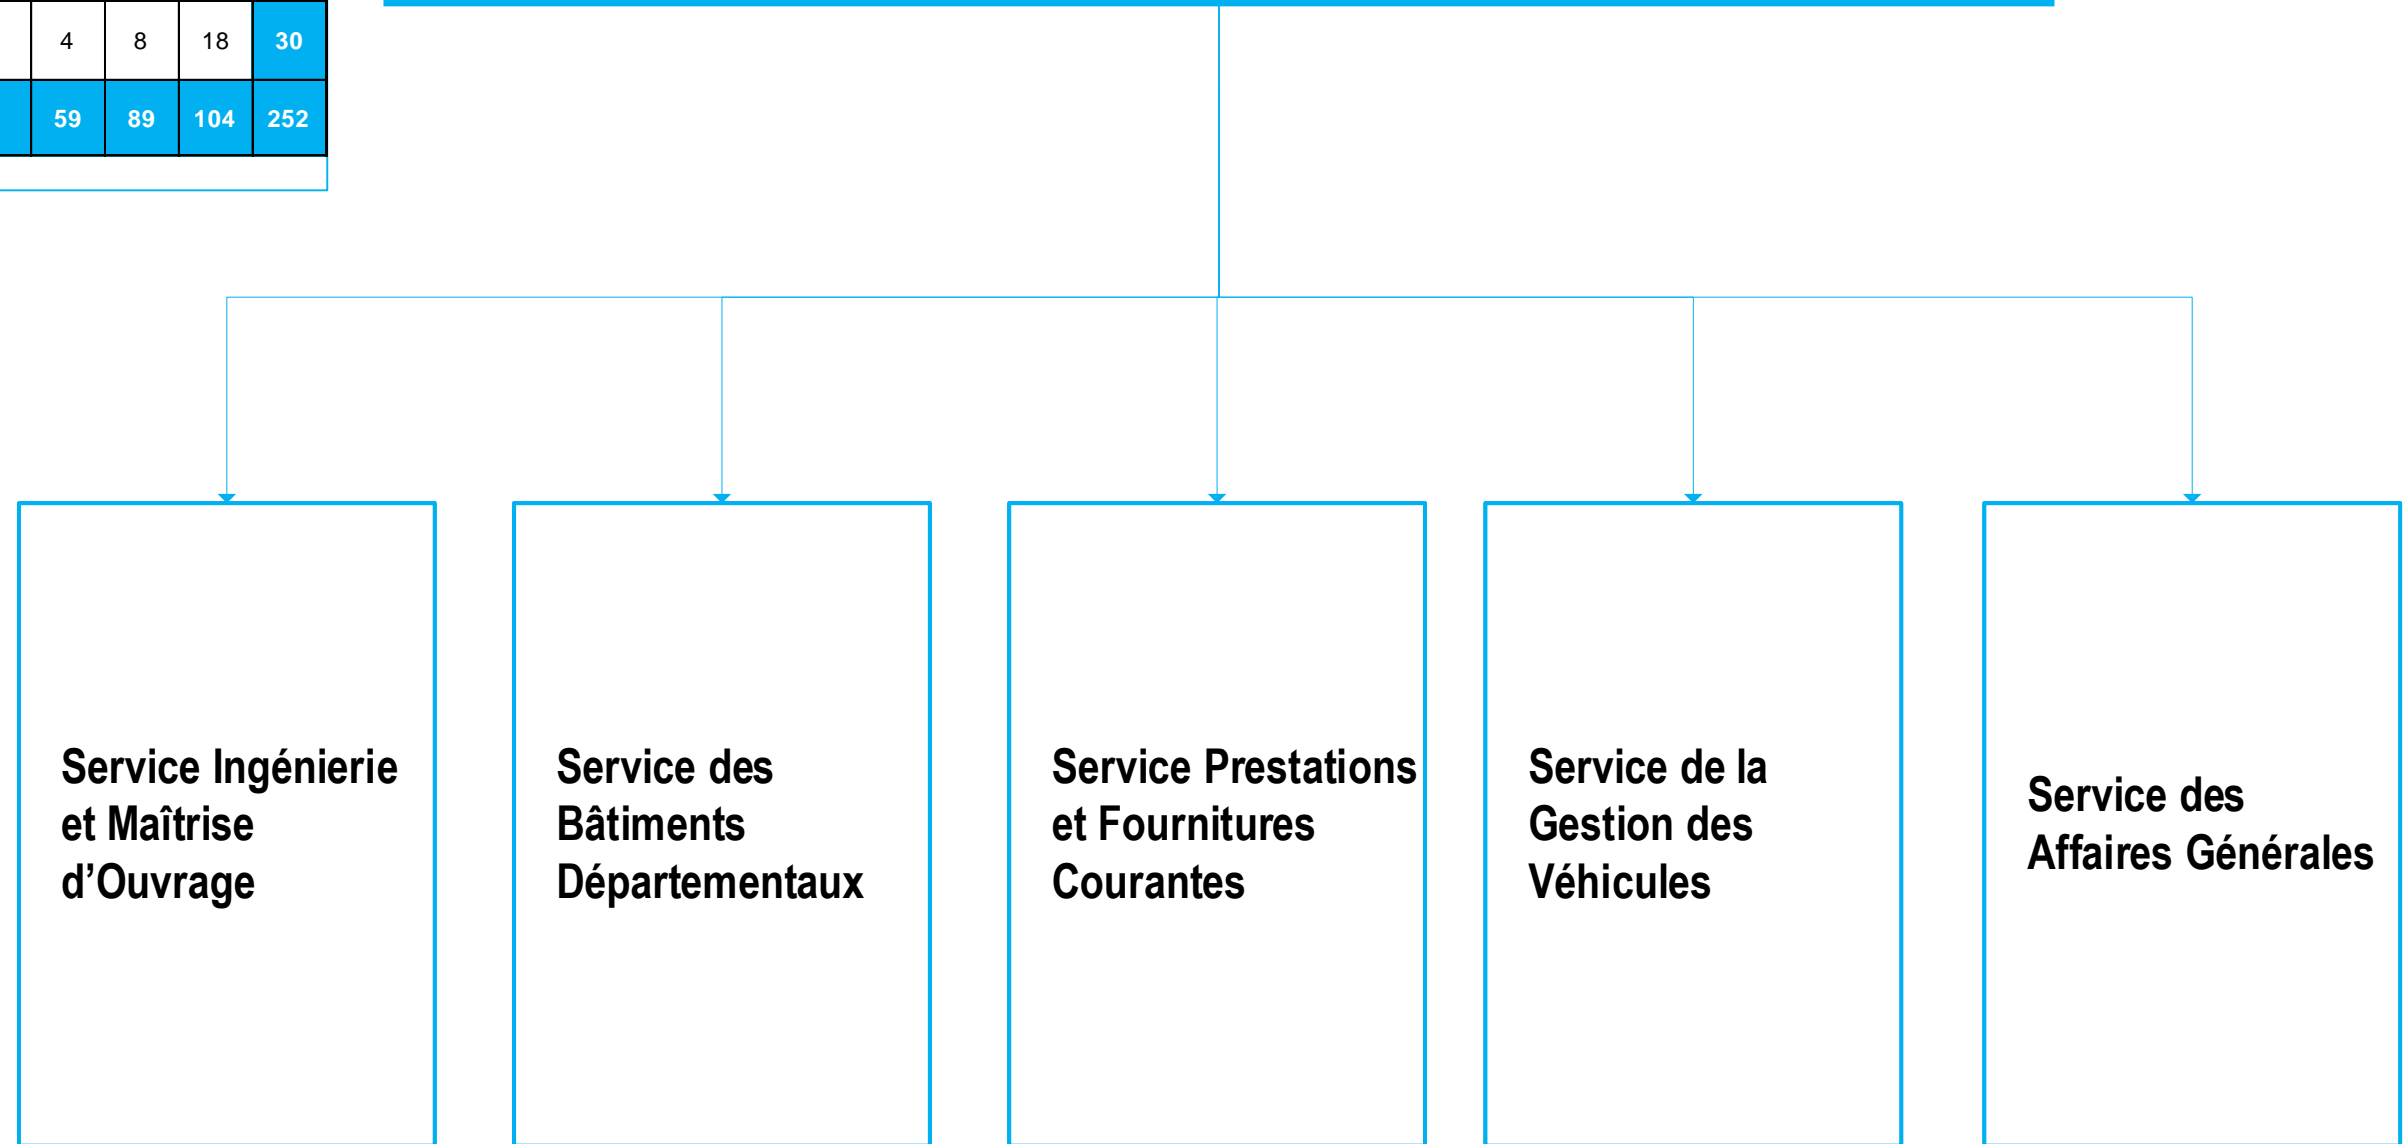 4 8 18 30
59 89 104 252
Service Ingénierie
et Maîtrise
d’Ouvrage
Service des
Bâtiments
Départementaux
Service Prestations
et Fournitures
Courantes
Service de la
Gestion des
Véhicules
Service des
Affaires Générales